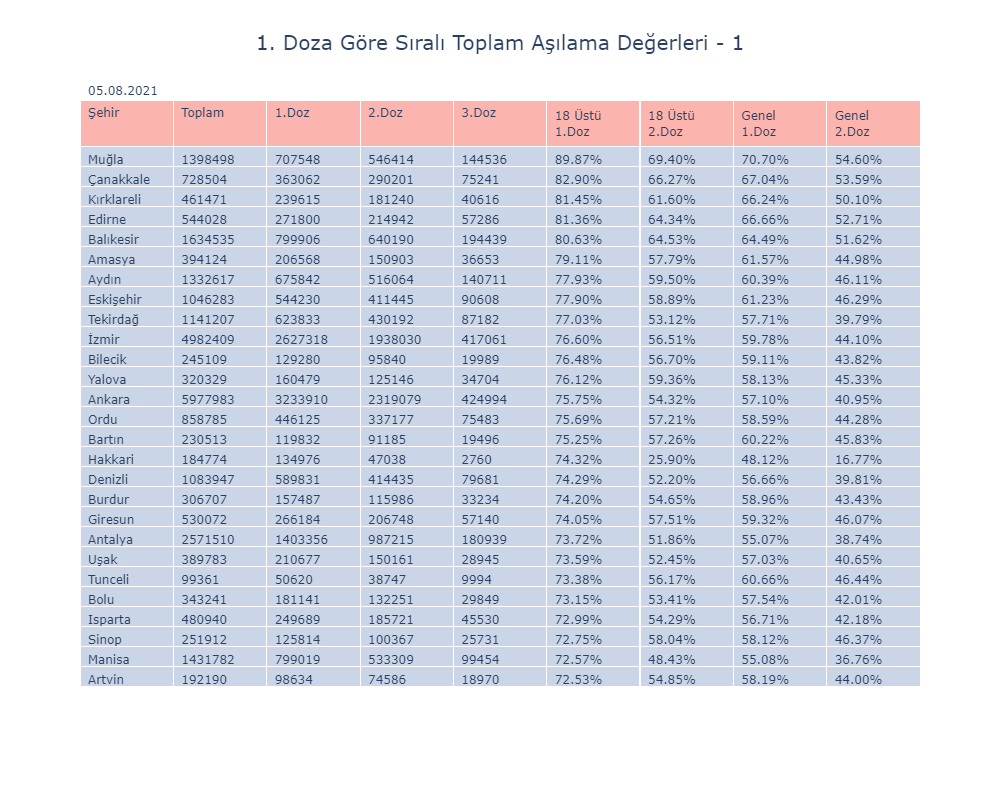 1. Doza Göre Sıralı Toplam Aşılama Değerleri - 1
05.08.2021
Şehir Toplam 1.Doz 2.Doz 3.Doz 18 Üstü 1.Doz 18 Üstü 2.Doz Genel 1.Doz Genel 2.Doz
Muğla 1398498 707548 546414 144536 89.87% 69.40% 70.70% 54.60%
Çanakkale 728504 363062 290201 75241 82.90% 66.27% 67.04% 53.59%
Kırklareli 461471 239615 181240 40616 81.45% 61.60% 66.24% 50.10%
Edirne 544028 271800 214942 57286 81.36% 64.34% 66.66% 52.71%
Balıkesir 1634535 799906 640190 194439 80.63% 64.53% 64.49% 51.62%
Amasya 394124 206568 150903 36653 79.11% 57.79% 61.57% 44.98%
Aydın 1332617 675842 516064 140711 77.93% 59.50% 60.39% 46.11%
Eskişehir 1046283 544230 411445 90608 77.90% 58.89% 61.23% 46.29%
Tekirdağ 1141207 623833 430192 87182 77.03% 53.12% 57.71% 39.79%
İzmir 4982409 2627318 1938030 417061 76.60% 56.51% 59.78% 44.10%
Bilecik 245109 129280 95840 19989 76.48% 56.70% 59.11% 43.82%
Yalova 320329 160479 125146 34704 76.12% 59.36% 58.13% 45.33%
Ankara 5977983 3233910 2319079 424994 75.75% 54.32% 57.10% 40.95%
Ordu 858785 446125 337177 75483 75.69% 57.21% 58.59% 44.28%
Bartın 230513 119832 91185 19496 75.25% 57.26% 60.22% 45.83%
Hakkari 184774 134976 47038 2760 74.32% 25.90% 48.12% 16.77%
Denizli 1083947 589831 414435 79681 74.29% 52.20% 56.66% 39.81%
Burdur 306707 157487 115986 33234 74.20% 54.65% 58.96% 43.43%
Giresun 530072 266184 206748 57140 74.05% 57.51% 59.32% 46.07%
Antalya 2571510 1403356 987215 180939 73.72% 51.86% 55.07% 38.74%
Uşak 389783 210677 150161 28945 73.59% 52.45% 57.03% 40.65%
Tunceli 99361 50620 38747 9994 73.38% 56.17% 60.66% 46.44%
Bolu 343241 181141 132251 29849 73.15% 53.41% 57.54% 42.01%
Isparta 480940 249689 185721 45530 72.99% 54.29% 56.71% 42.18%
Sinop 251912 125814 100367 25731 72.75% 58.04% 58.12% 46.37%
Manisa 1431782 799019 533309 99454 72.57% 48.43% 55.08% 36.76%
Artvin 192190 98634 74586 18970 72.53% 54.85% 58.19% 44.00%